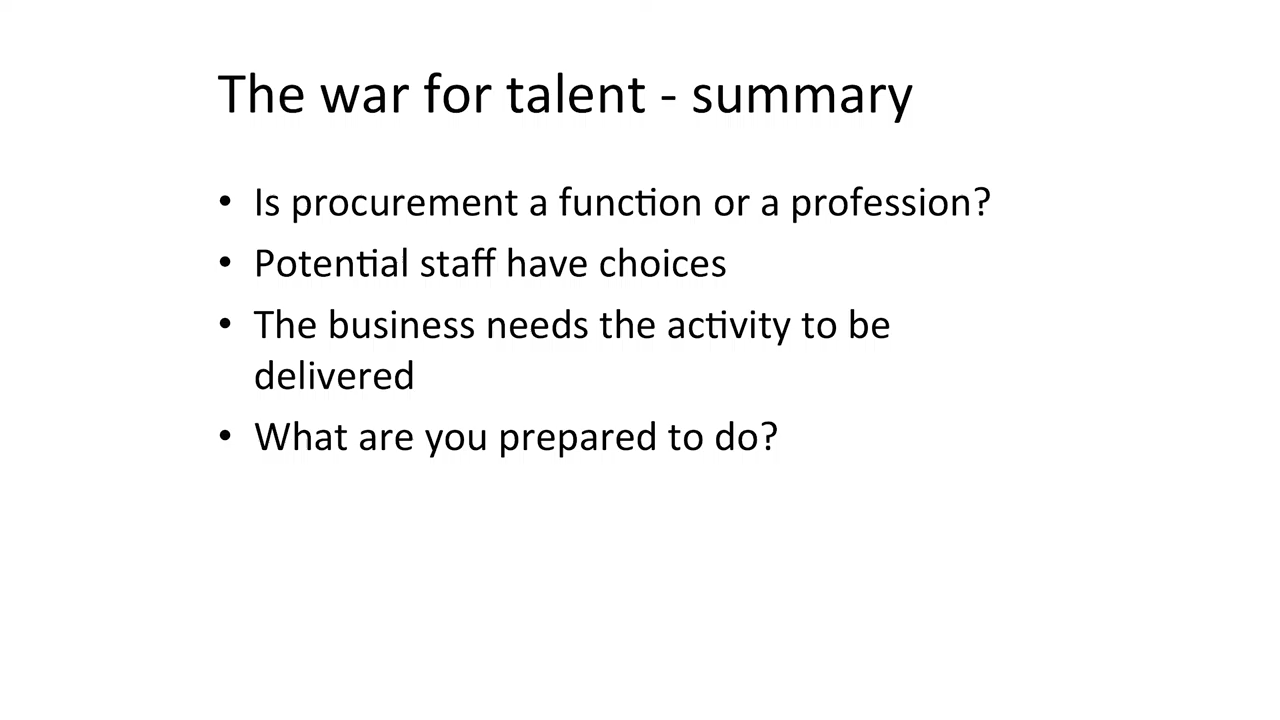 The war for talent - summary
• Is procurement a function or a profession?
• Potential staff have choices
• The business needs the activity to be
delivered
• What are you prepared to do?